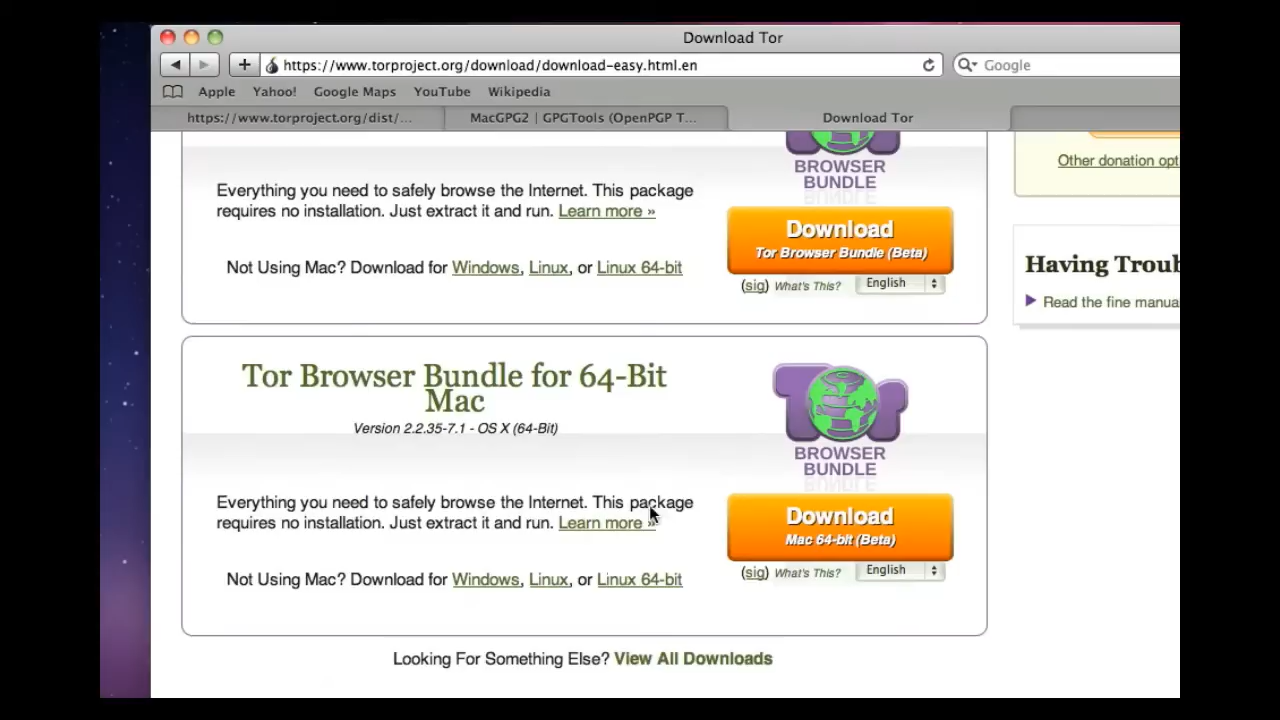 Download Tor
https://www.torproject.org/download/download-easy.html.en
Google
Apple Yahoo! Google Maps YouTube Wikipedia
https://www.torproject.org/dist/... MacGPG2 | GPGTools (OpenPGP T... Download Tor
BROWSER
BUNDLE
Everything you need to safely browse the Internet. This package
requires no installation. Just extract it and run. Learn more »
Download
Tor Browser Bundle (Beta)
Not Using Mac? Download for Windows, Linux, or Linux 64-bit
(sig) What's This? English
Other donation opt
Having Troub
Read the fine manua
Tor Browser Bundle for 64-Bit
Mac
Version 2.2.35-7.1 - OS X (64-Bit)
Tor
BROWSER
BUNDLE
Everything you need to safely browse the Internet. This package
requires no installation. Just extract it and run. Learn more »
Download
Mac 64-bit (Beta)
Not Using Mac? Download for Windows, Linux, or Linux 64-bit
(sig) What's This? English
Looking For Something Else? View All Downloads